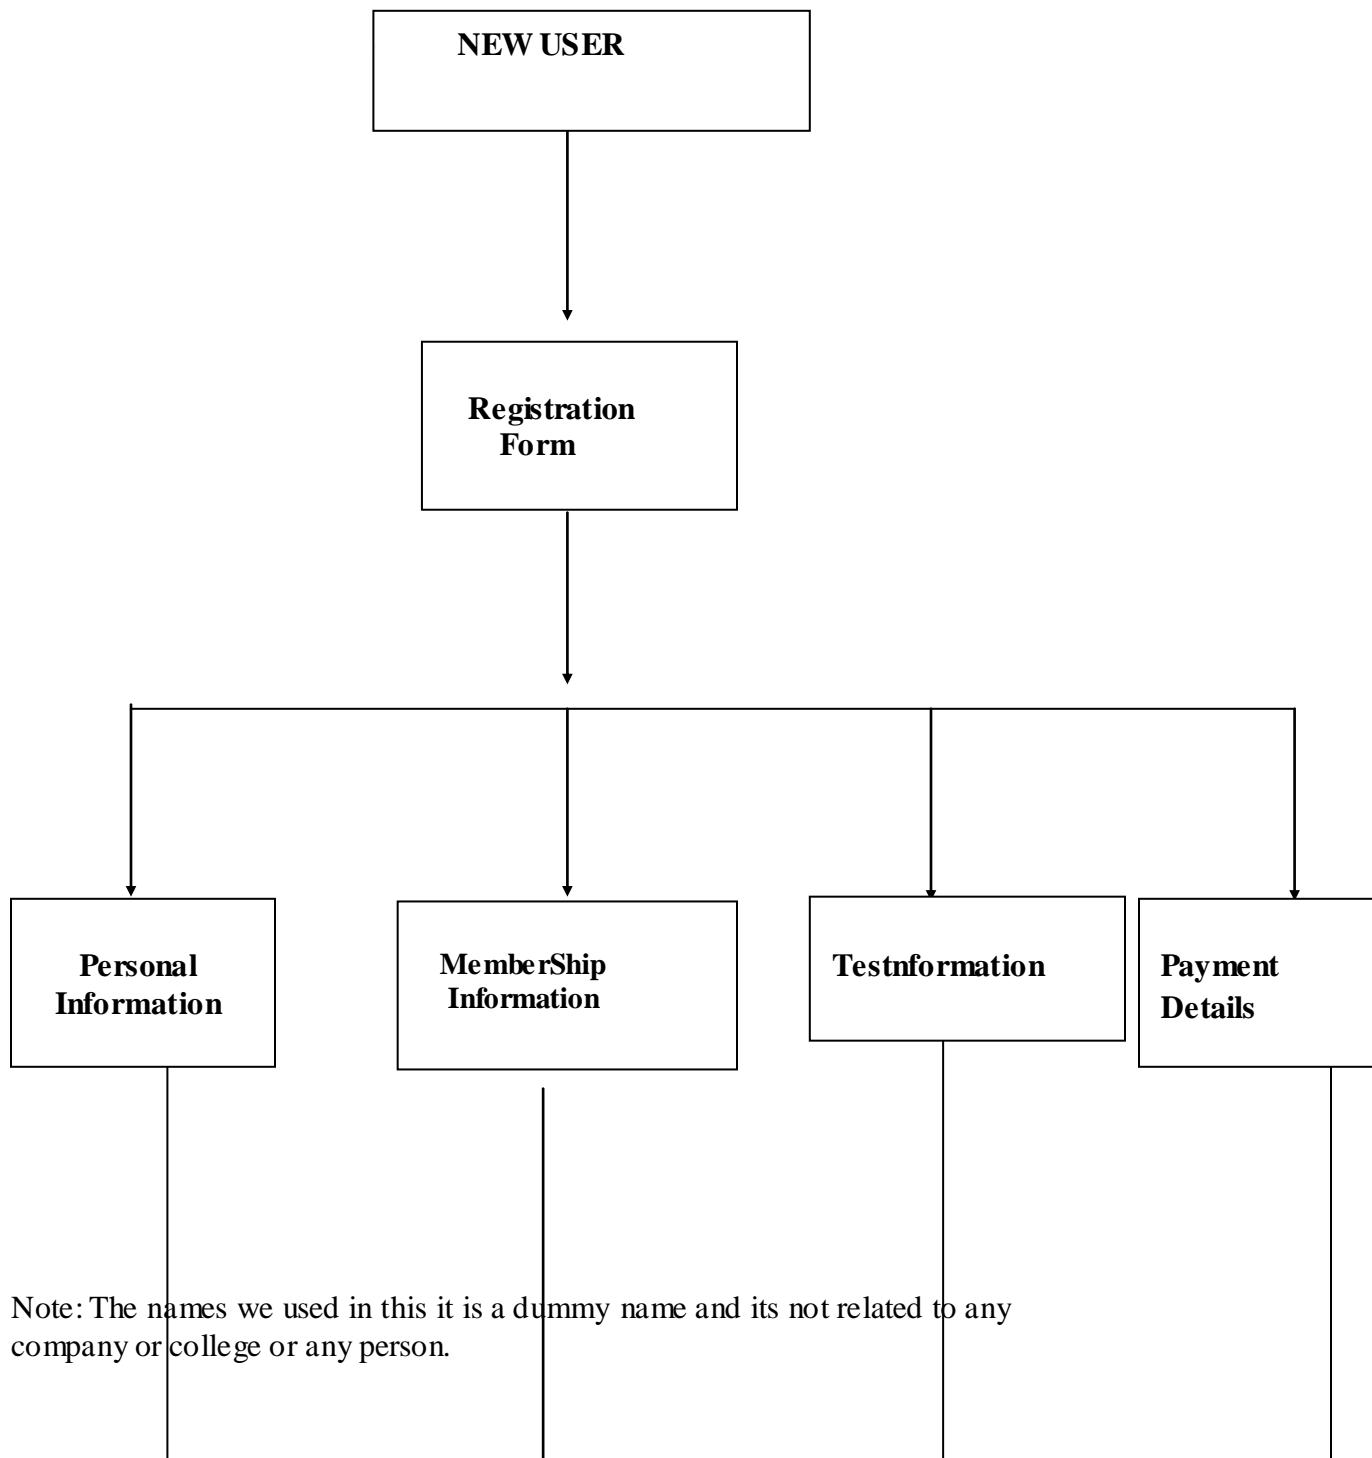 NEW USER
Registration
Form
Personal
Information
MemberShip
Information
Testnformation
Payment
Details
Note: The names we used in this it is a dummy name and its not related to any
company or college or any person.